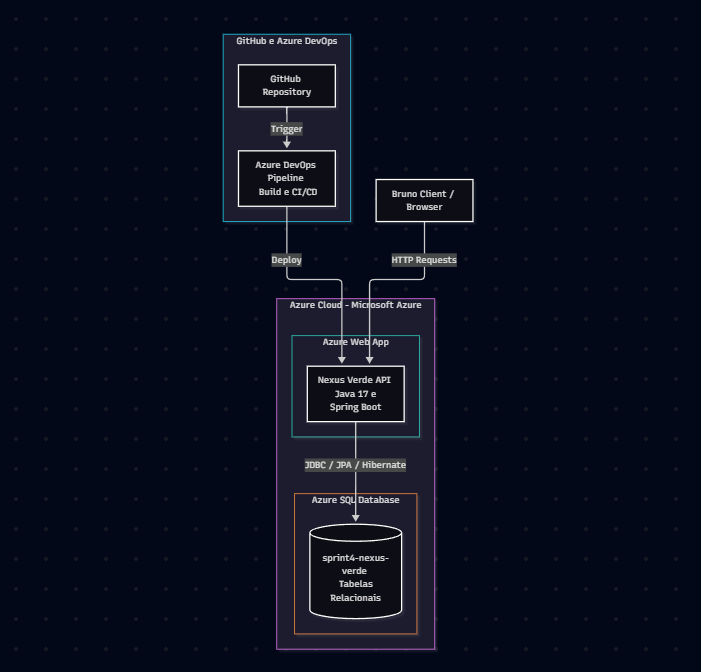 GitHub e Azure DevOps
GitHub
Repository
Trigger
Azure DevOps
Pipeline
Build e CI/CD
Bruno Client /
Browser
Deploy
HTTP Requests
Azure Cloud - Microsoft Azure
Azure Web App
Nexus Verde API
Java 17 e
Spring Boot
JDBC / JPA / Hibernate
Azure SQL Database
sprint4-nexus-
verde
Tabelas
Relacionais